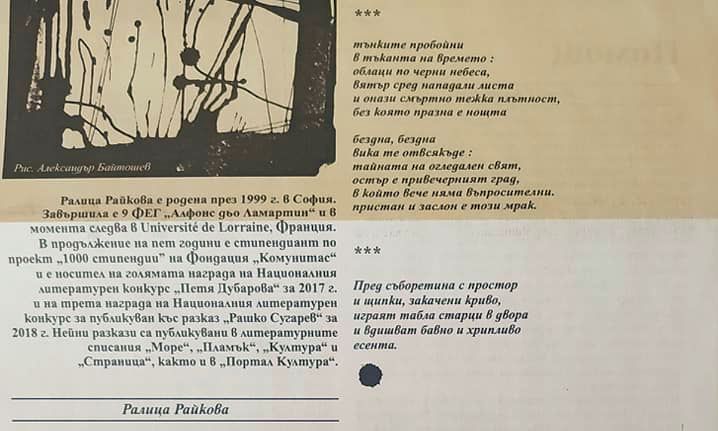 Рис. Александър Байтошев
Ралица Райкова е родена през 1999 г. в София.
Завършила е 9 ФЕГ „Алфонс дьо Ламартин“ и в
момента следва в Université de Lorraine, Франция.
В продължение на пет години е стипендиант по
проект „1000 стипендии” на Фондация „Комунитас“
и е носител на голямата награда на Националния
литературен конкурс „Петя Дубарова“ за 2017 г.
и на трета награда на Националния литературен
конкурс за публикуван къс разказ „Рашко Сугарев“ за
2018 г. Нейни разкази са публикувани в литературните
списания „Море“, „Пламък“, „Култура“ и
„Страница“, както и в „Портал Култура“.
Ралица Райкова
***
тънките пробойни
в тъканта на времето :
облаци по черни небеса,
вятър сред нападали листа
и онази смъртно тежка плътност,
без която празна е нощта
бездна, бездна
вика те отвсякъде :
тайната на огледален свят,
остър е привечерният град,
в който вече няма въпросителни.
пристан и заслон е този мрак.
***
Пред съборетина с простор
и щипки, закачени криво,
играят табла старци в двора
и вдишват бавно и хрипливо
есента.